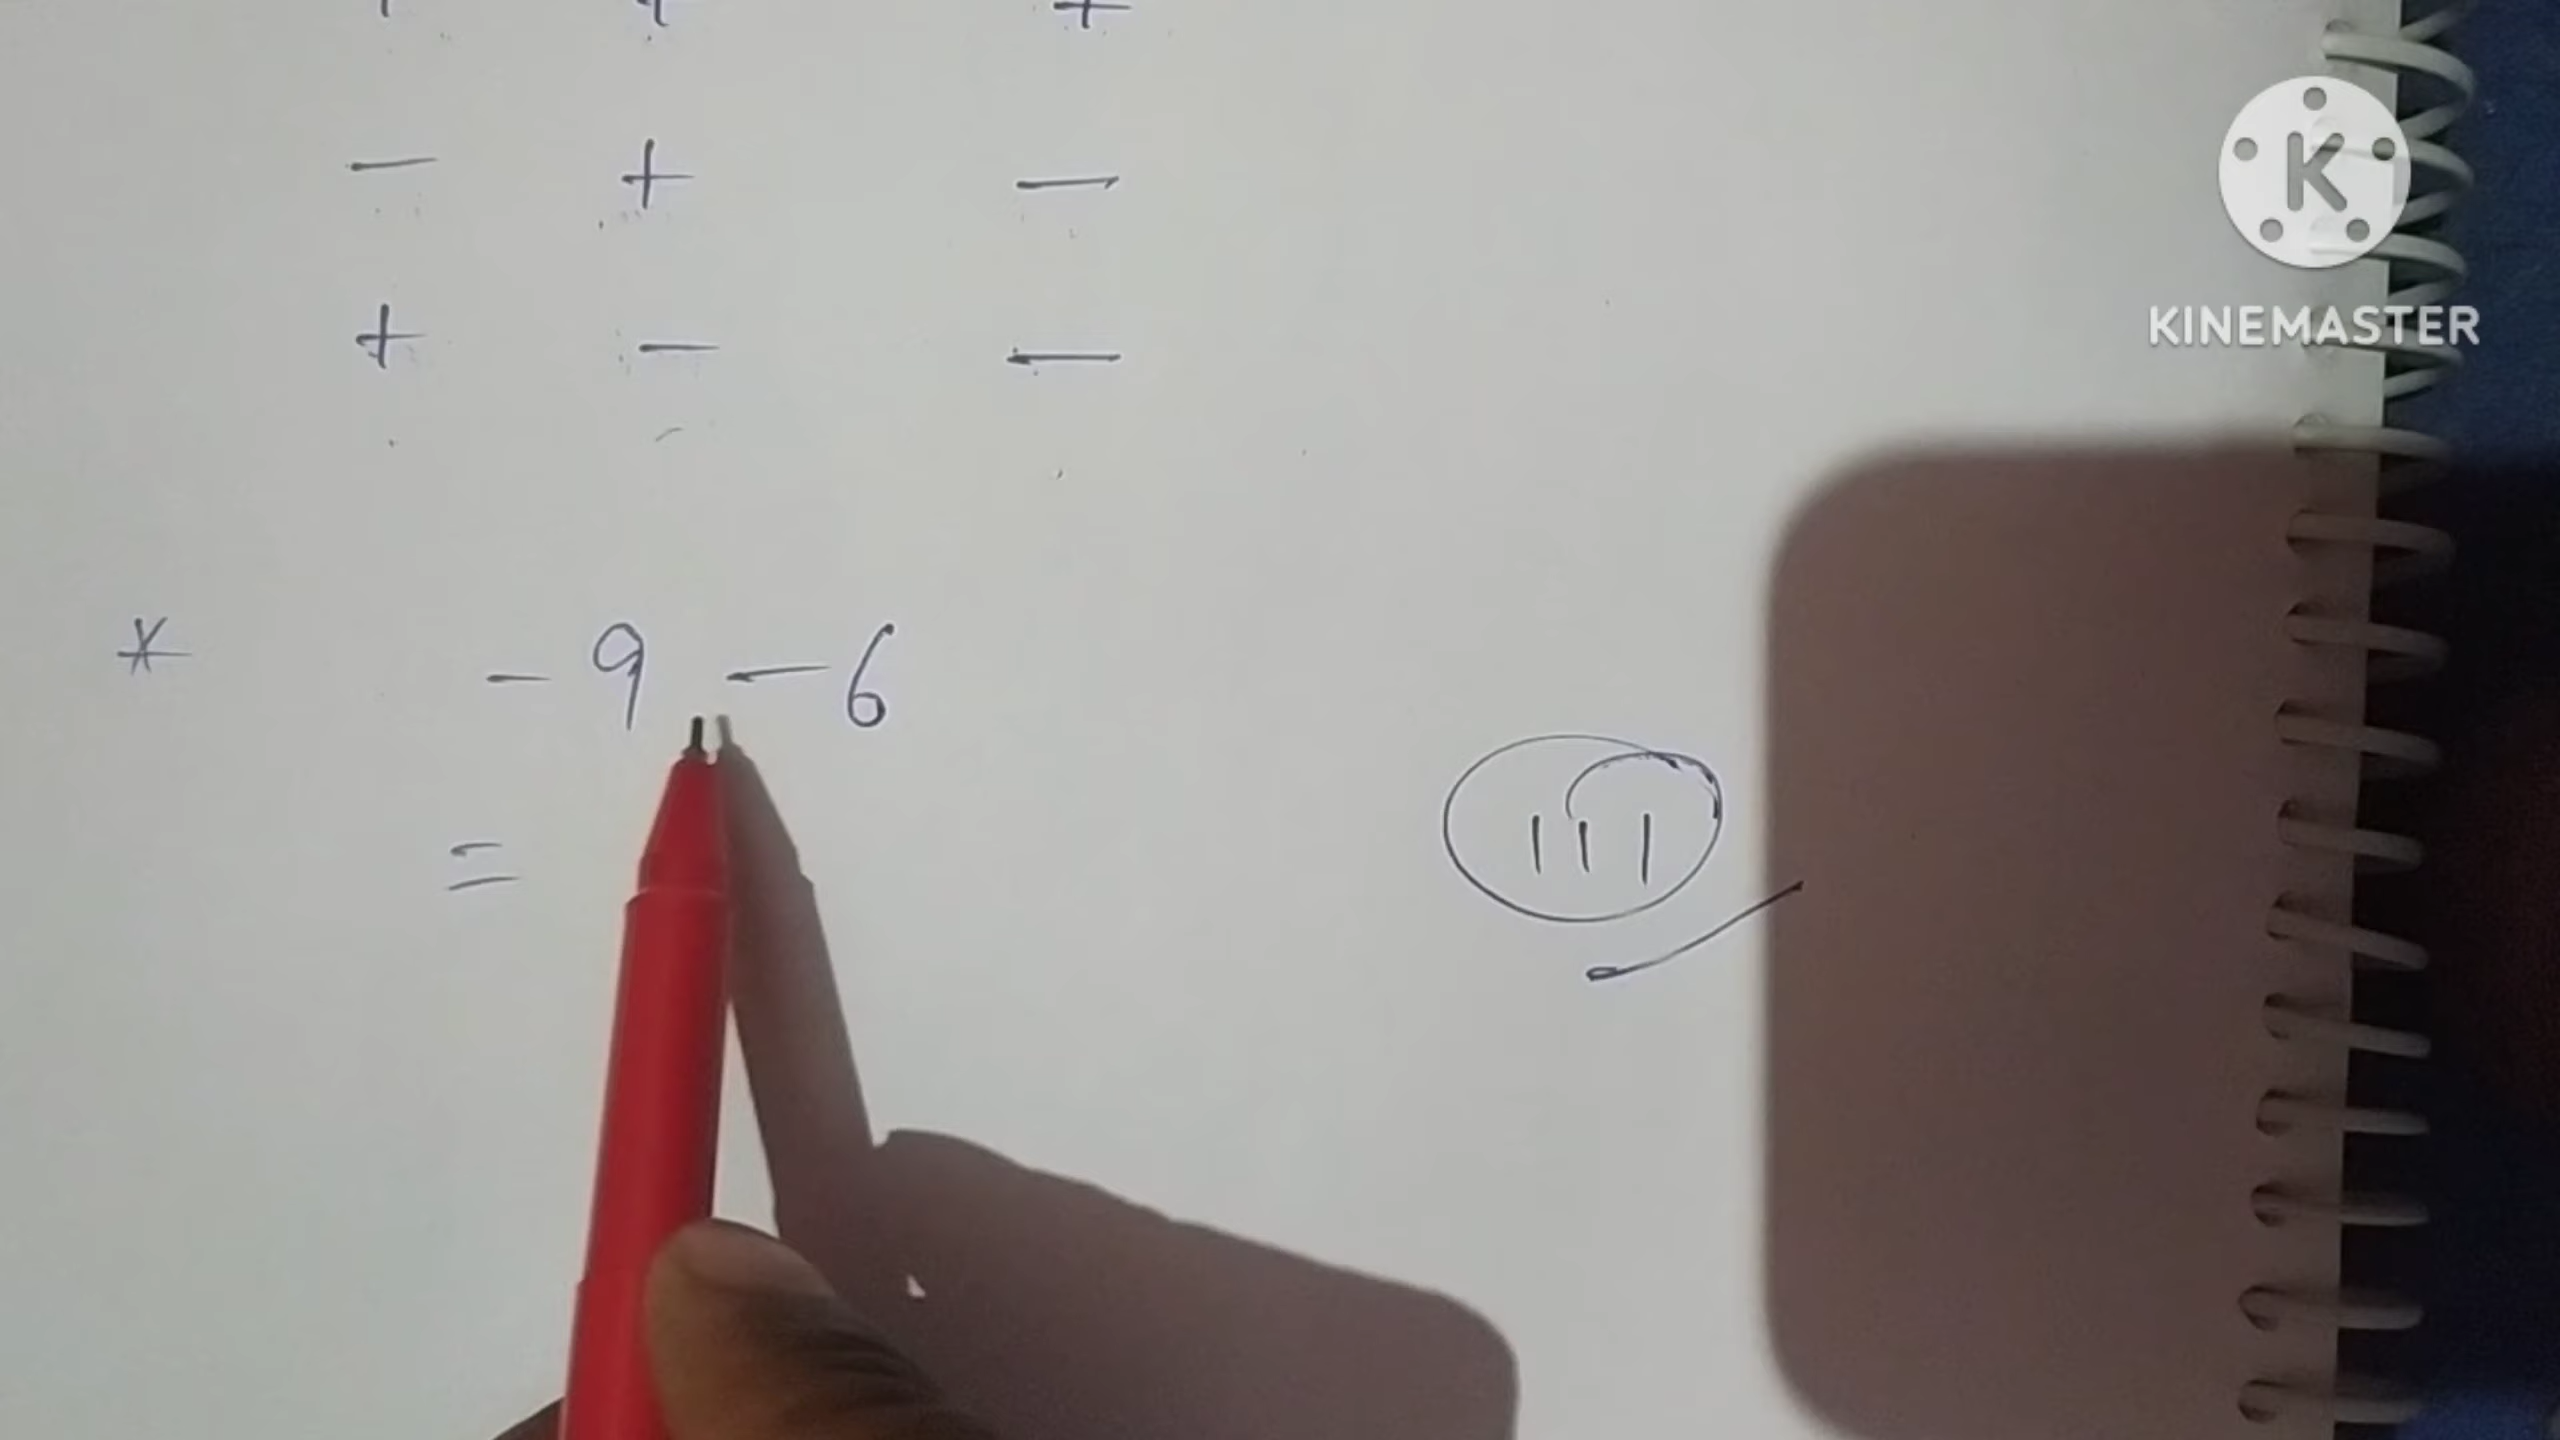 + + +
— + —
+ — —
* - 9 - 6
=
111
KINEMASTER